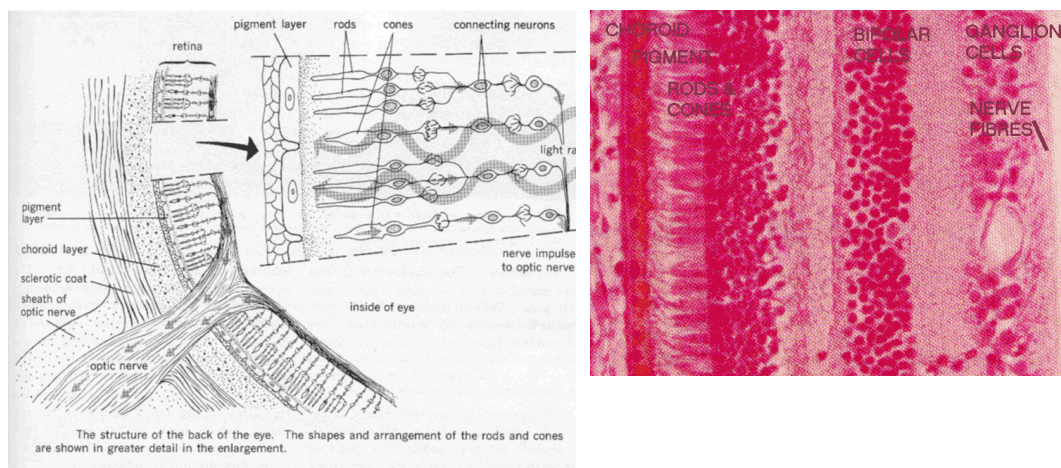 pigment layer
rods
cones
connecting neurons
retina
light ra
pigment
layer
choroid layer
sclerotic coat
sheath of
optic nerve
optic nerve
nerve impulse
to optic nerve
inside of eye
The structure of the back of the eye. The shapes and arrangement of the rods and cones
are shown in greater detail in the enlargement.
CHOROID
PIGMENT
RODS &
CONES
BIPOLAR
CELLS
GANGLION
CELLS
NERVE
FIBRES